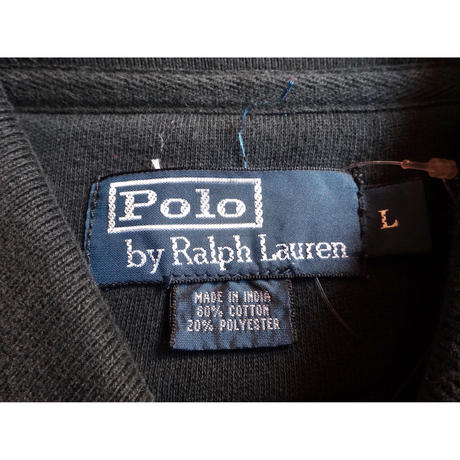 Polo
by Ralph Lauren
L
MADE IN INDIA
80% COTTON
20% POLYESTER